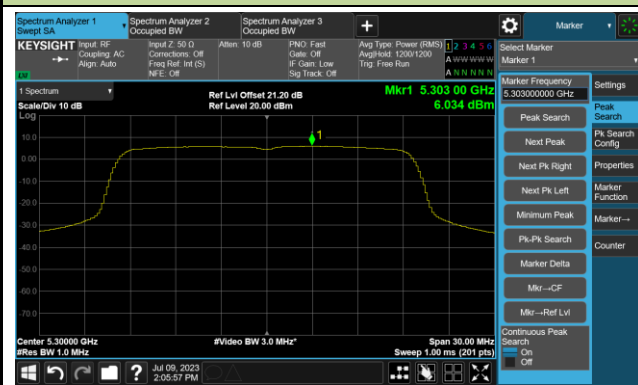 Spectrum Analyzer 1
Swept SA
Spectrum Analyzer 2
Occupied BW
Spectrum Analyzer 3
Occupied BW
Marker
KEYSIGHT
Input: RF
Coupling: AC
Align: Auto
Input Z: 50 Ω
Corrections: Off
Freq Ref: Int (S)
NFE: Off
Atten: 10 dB
PNO: Fast
Gate: Off
IF Gain: Low
Sig Track: Off
Avg Type: Power (RMS)
Avg|Hold: 1200/1200
Trig: Free Run
1 2 3 4 5 6
A W W W W W
A N N N N N
Select Marker
Marker 1
1 Spectrum
Scale/Div 10 dB
Log
Ref Lvl Offset 21.20 dB
Ref Level 20.00 dBm
Mkr1 5.303 00 GHz
6.034 dBm
1
10.0
0.00
-10.0
-20.0
-30.0
-40.0
-50.0
-60.0
-70.0
Center 5.30000 GHz
#Res BW 1.0 MHz
#Video BW 3.0 MHz*
Span 30.00 MHz
Sweep 1.00 ms (201 pts)
Marker Frequency
5.303000000 GHz
Peak Search
Next Peak
Next Pk Right
Next Pk Left
Minimum Peak
Pk-Pk Search
Marker Delta
Mkr→CF
Mkr→Ref Lvl
Continuous Peak
Search
On
Off
Settings
Peak
Search
Pk Search
Config
Properties
Marker
Function
Marker→
Counter
Jul 09, 2023
2:05:57 PM